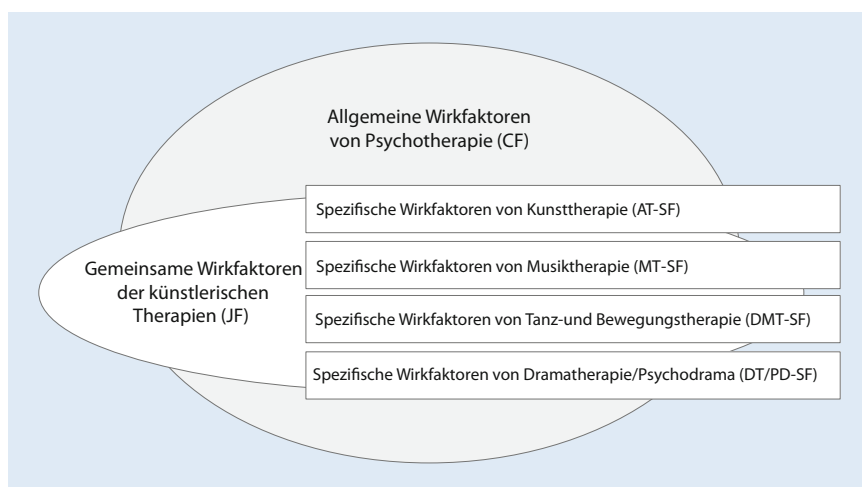 Allgemeine Wirkfaktoren
von Psychotherapie (CF)
Spezifische Wirkfaktoren von Kunsttherapie (AT-SF)
Gemeinsame Wirkfaktoren
der künstlerischen
Therapien (JF)
Spezifische Wirkfaktoren von Musiktherapie (MT-SF)
Spezifische Wirkfaktoren von Tanz-und Bewegungstherapie (DMT-SF)
Spezifische Wirkfaktoren von Dramatherapie/Psychodrama (DT/PD-SF)